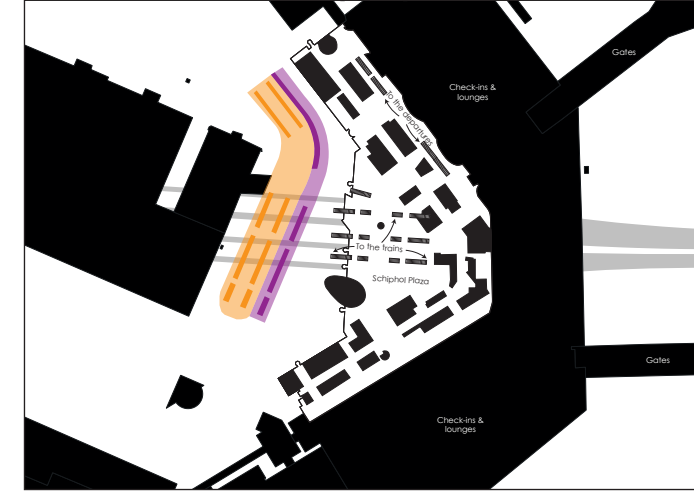 Gates
Check-ins &
lounges
To the departures
To the trains
Schiphol Plaza
Gates
Check-ins &
lounges